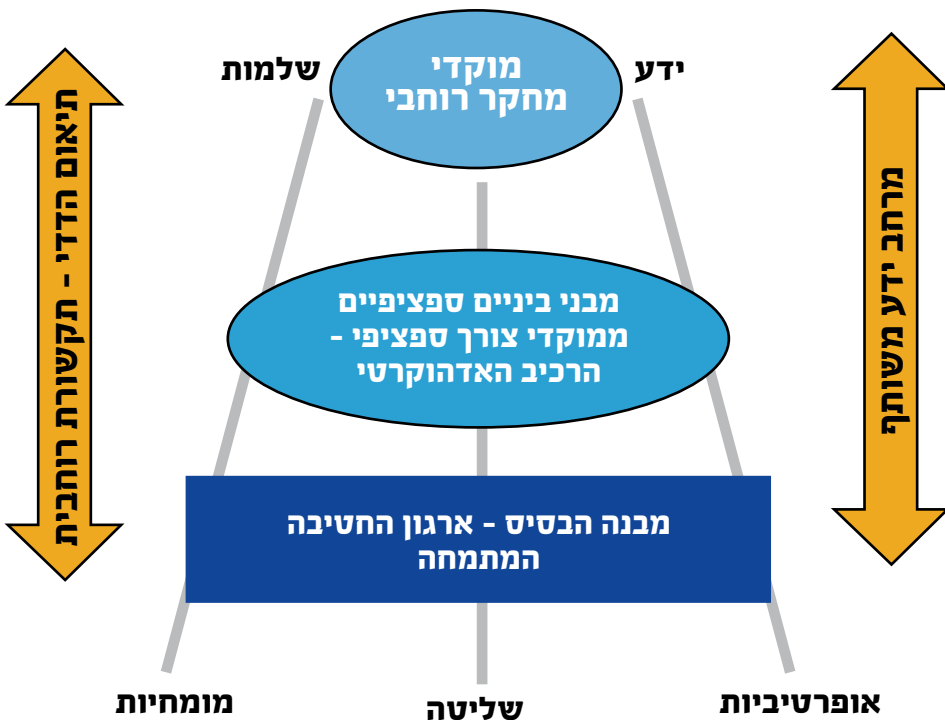 מוקדי
מחקר רוחבי
ידע
שלמות
מבני ביניים ספציפיים
ממוקדי צורך ספציפי -
הרכיב האדהוקרטי
מבנה הבסיס - ארגון החטיבה
המתמחה
אופרטיביות
שליטה
מומחיות
מרחב ידע משותף
תיאום הדדי - תקשורת רוחבית